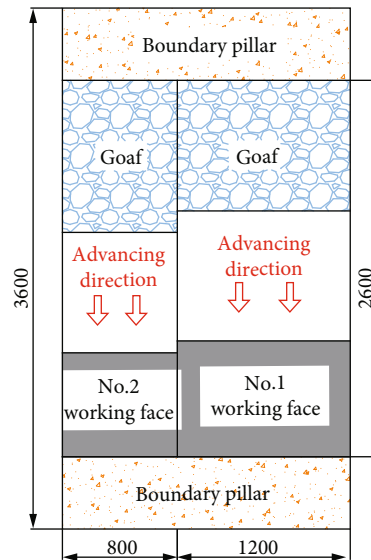 Boundary pillar
Goaf
Goaf
Advancing
direction
Advancing
direction
3600
2600
No.2
working face
No.1
working face
Boundary pillar
800
1200